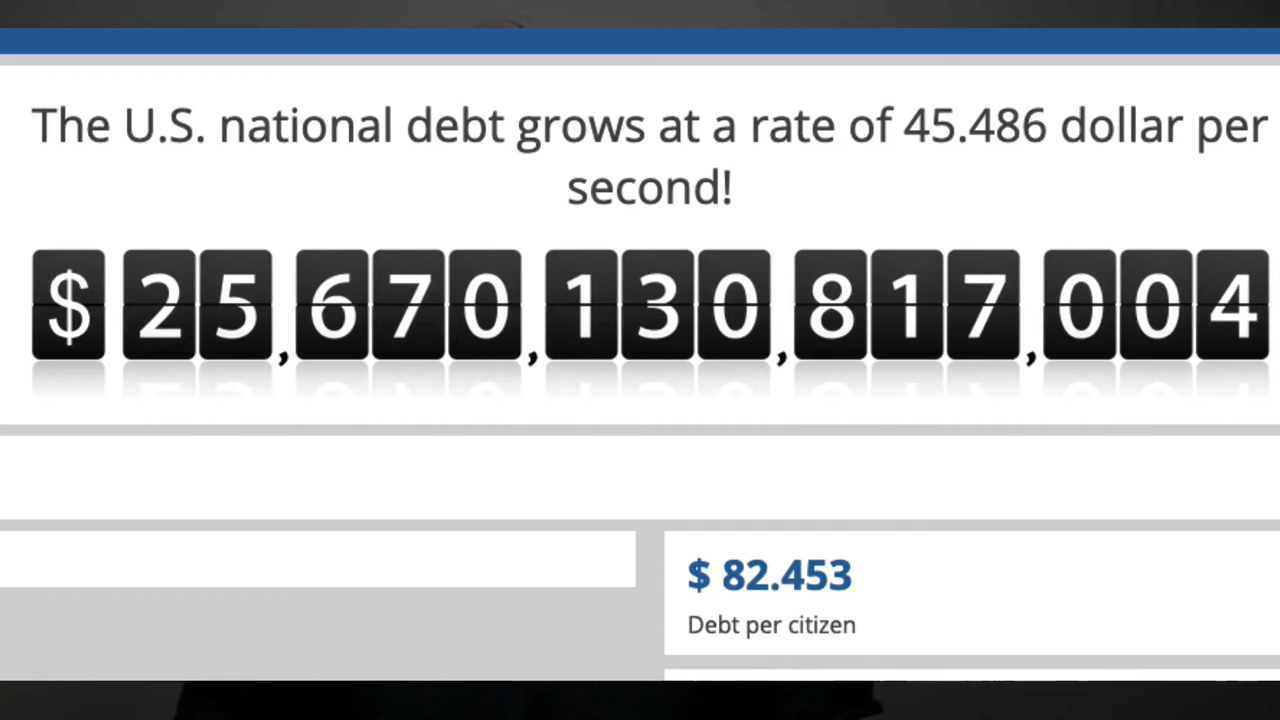 The U.S. national debt grows at a rate of 45.486 dollar per
second!
$ 25,670,130,817,004
$ 82.453
Debt per citizen